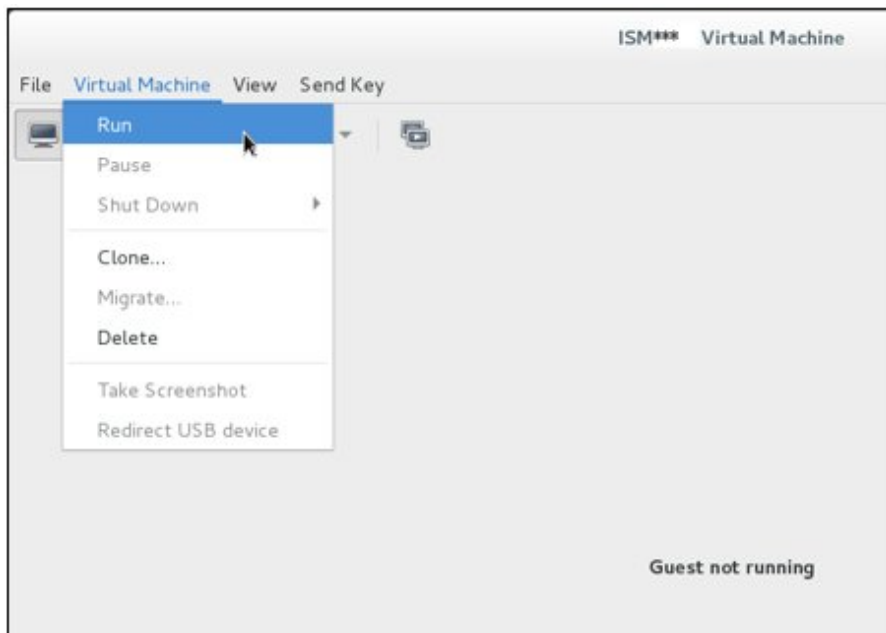 ISM*** Virtual Machine
File Virtual Machine View Send Key
Run
Pause
Shut Down
Clone...
Migrate...
Delete
Take Screenshot
Redirect USB device
Guest not running